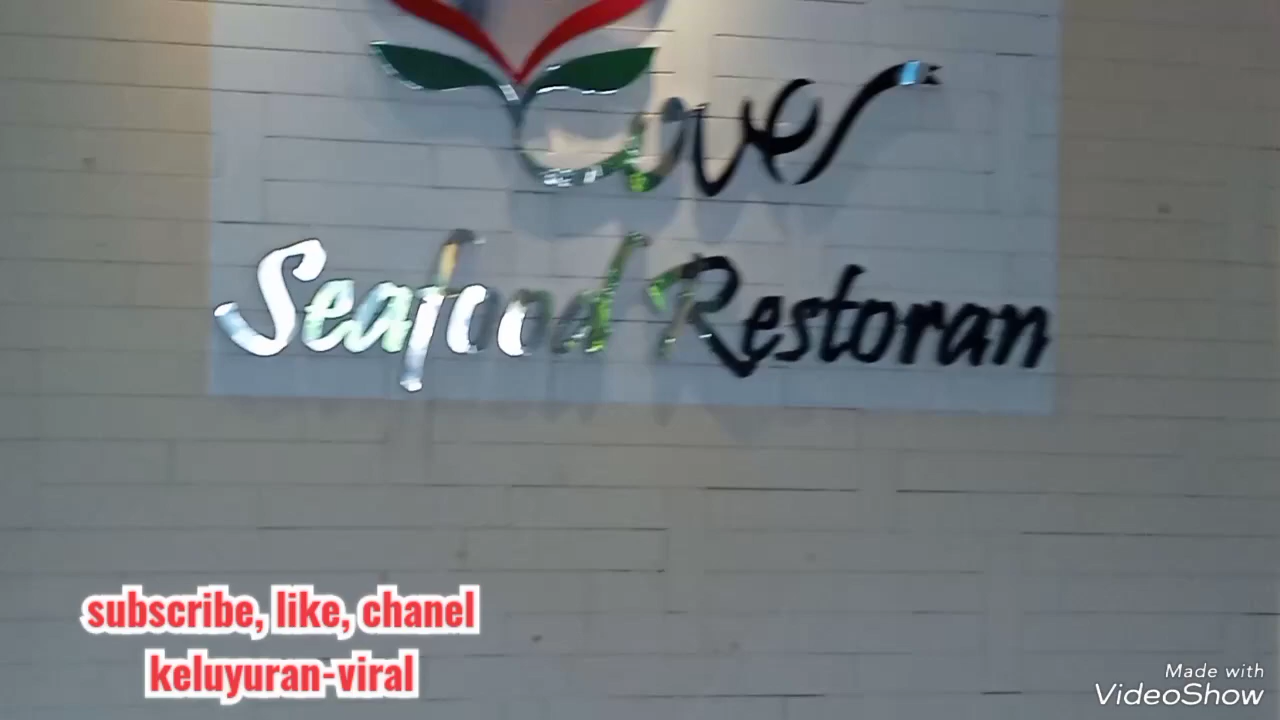 Seafood Restoran
subscribe, like, chanel
keluyuran-viral
Made with
VideoShow